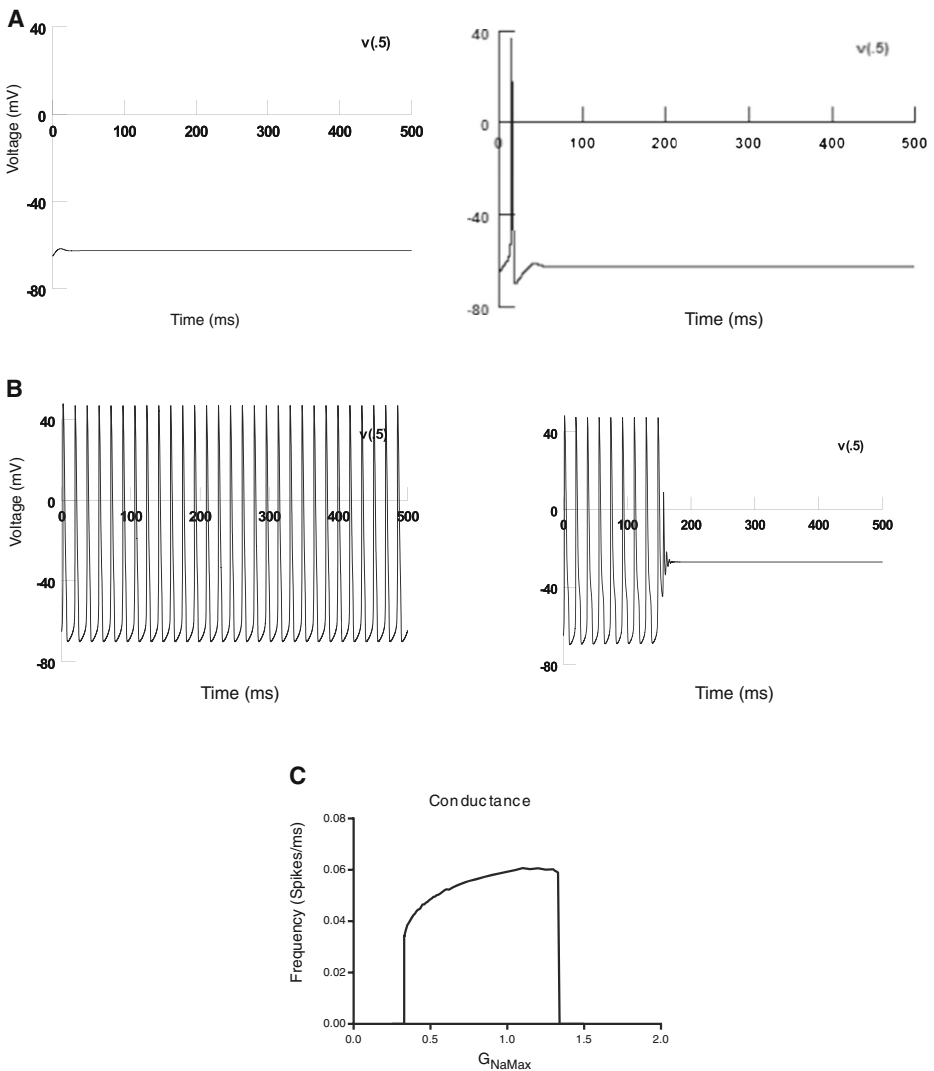 A
40
v(.5)
0
0 100 200 300 400 500
-40
-80
Voltage (mV)
Time (ms)
40
v(.5)
0
0 100 200 300 400 500
-40
-80
Time (ms)
B
40
v(.5)
0
0 100 200 300 400 500
-40
-80
Voltage (mV)
Time (ms)
40
v(.5)
0
0 100 200 300 400 500
-40
-80
Time (ms)
C
Conductance
0.08
0.06
0.04
0.02
0.00
Frequency (Spikes/ms)
0.0 0.5 1.0 1.5 2.0
GNaMax